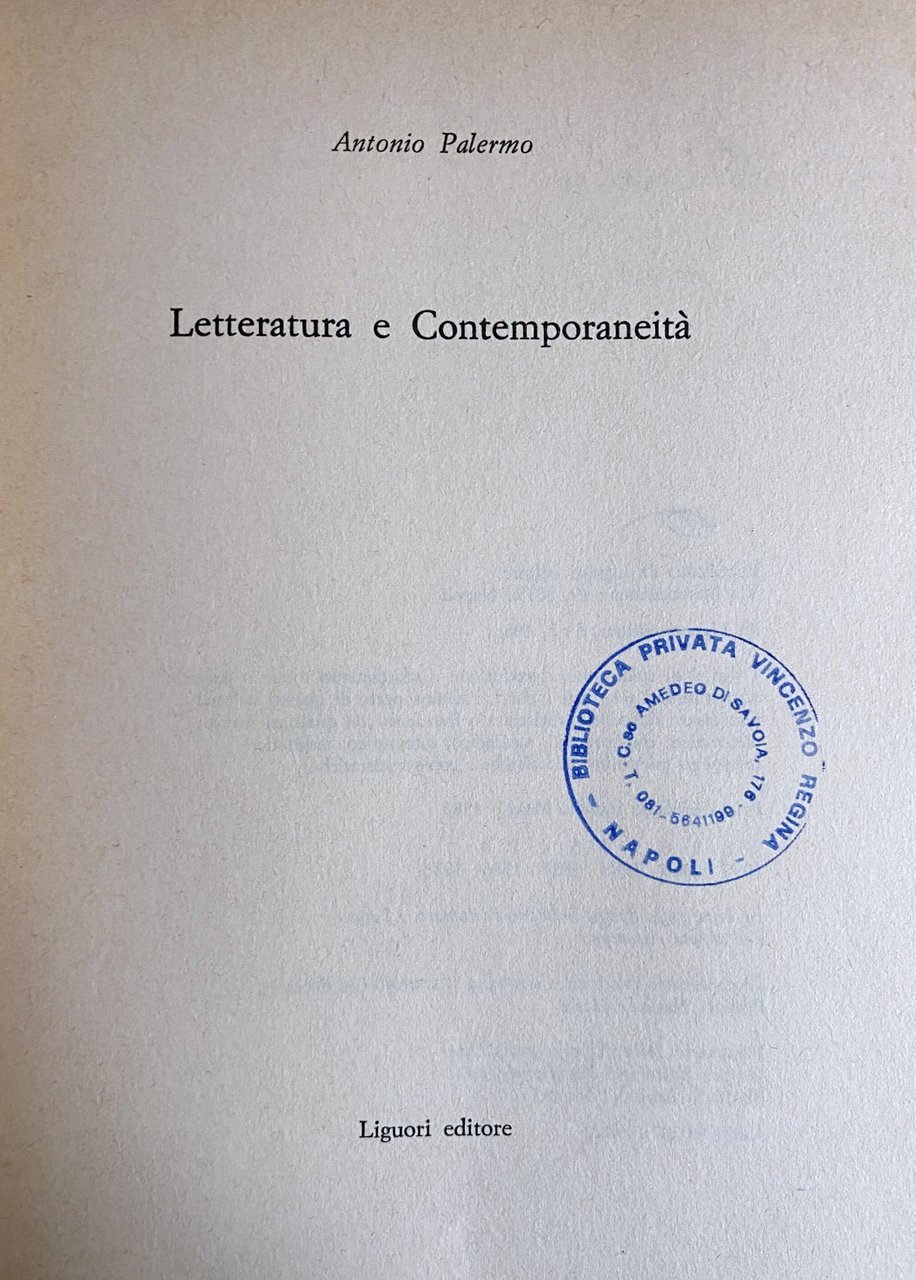 Antonio Palermo
Letteratura e Contemporaneità
BIBLIOTECA PRIVATA VINCENZO REGINA
- NAPOLI -
C.so AMEDEO DI SAVOIA, 176
· T. 081-5641199 ·
Liguori editore